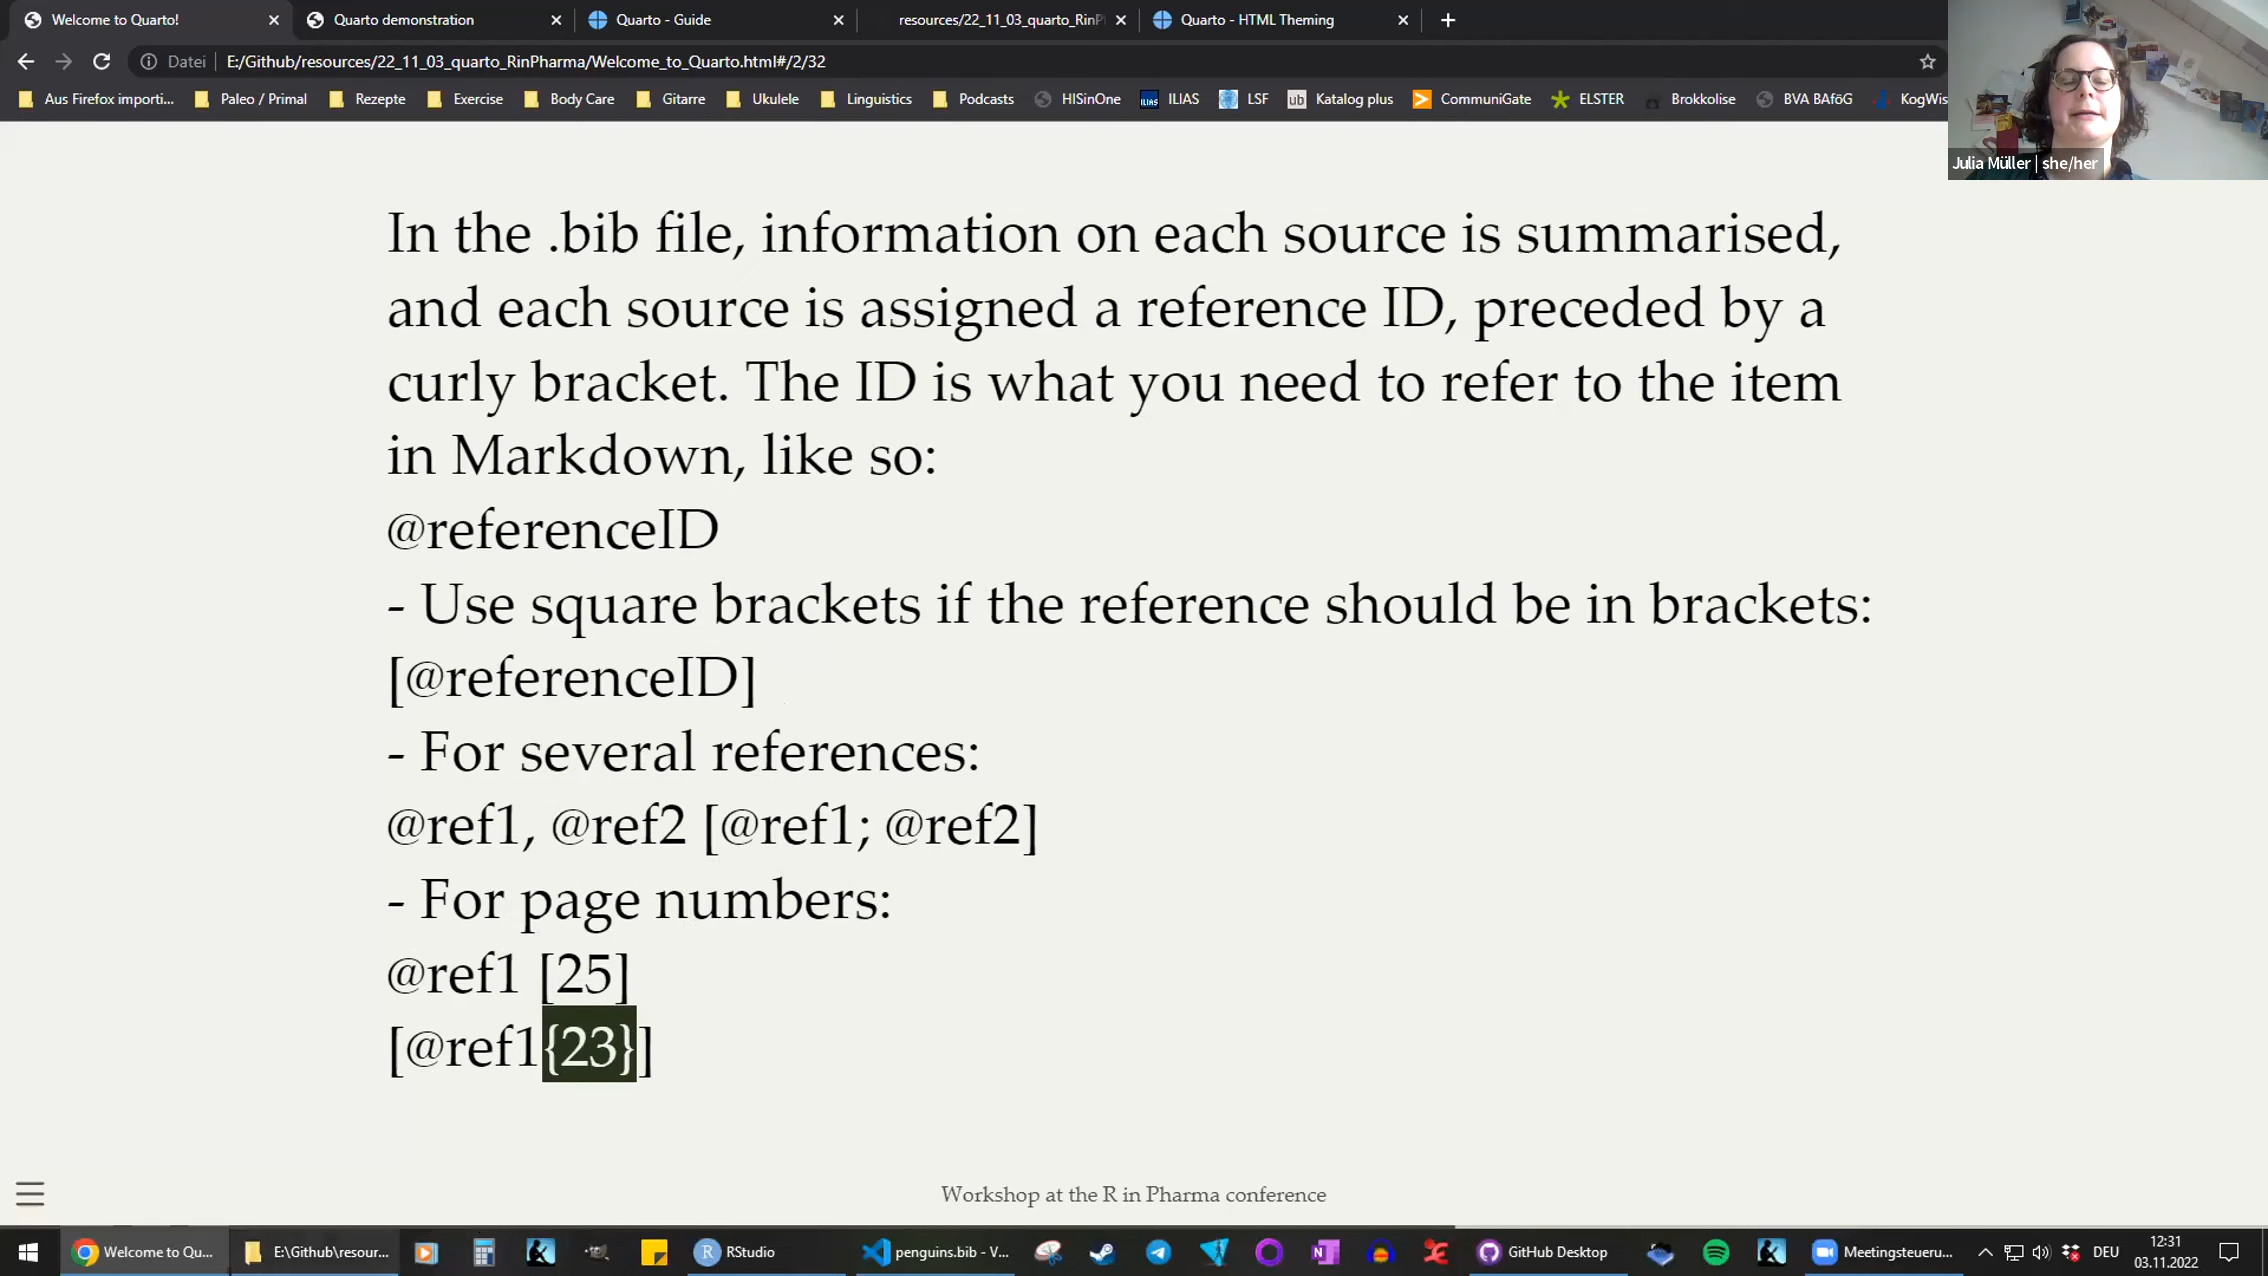 Welcome to Quarto!
Quarto demonstration
Quarto - Guide
resources/22_11_03_quarto_RinP
Quarto - HTML Theming
Datei
E:/Github/resources/22_11_03_quarto_RinPharma/Welcome_to_Quarto.html#/2/32
Aus Firefox importi...
Paleo / Primal
Rezepte
Exercise
Body Care
Gitarre
Ukulele
Linguistics
Podcasts
HISinOne
ILIAS
LSF
ub
Katalog plus
CommuniGate
ELSTER
Brokkolise
BVA BAföG
KogWis
Julia Müller | she/her
In the .bib file, information on each source is summarised,
and each source is assigned a reference ID, preceded by a
curly bracket. The ID is what you need to refer to the item
in Markdown, like so:
@referenceID
- Use square brackets if the reference should be in brackets:
[@referenceID]
- For several references:
@ref1, @ref2 [@ref1; @ref2]
- For page numbers:
@ref1 [25]
[@ref1{23}]
Workshop at the R in Pharma conference
Welcome to Qu...
E:\Github\resour...
RStudio
penguins.bib - V...
GitHub Desktop
Meetingsteueru...
DEU
12:31
03.11.2022